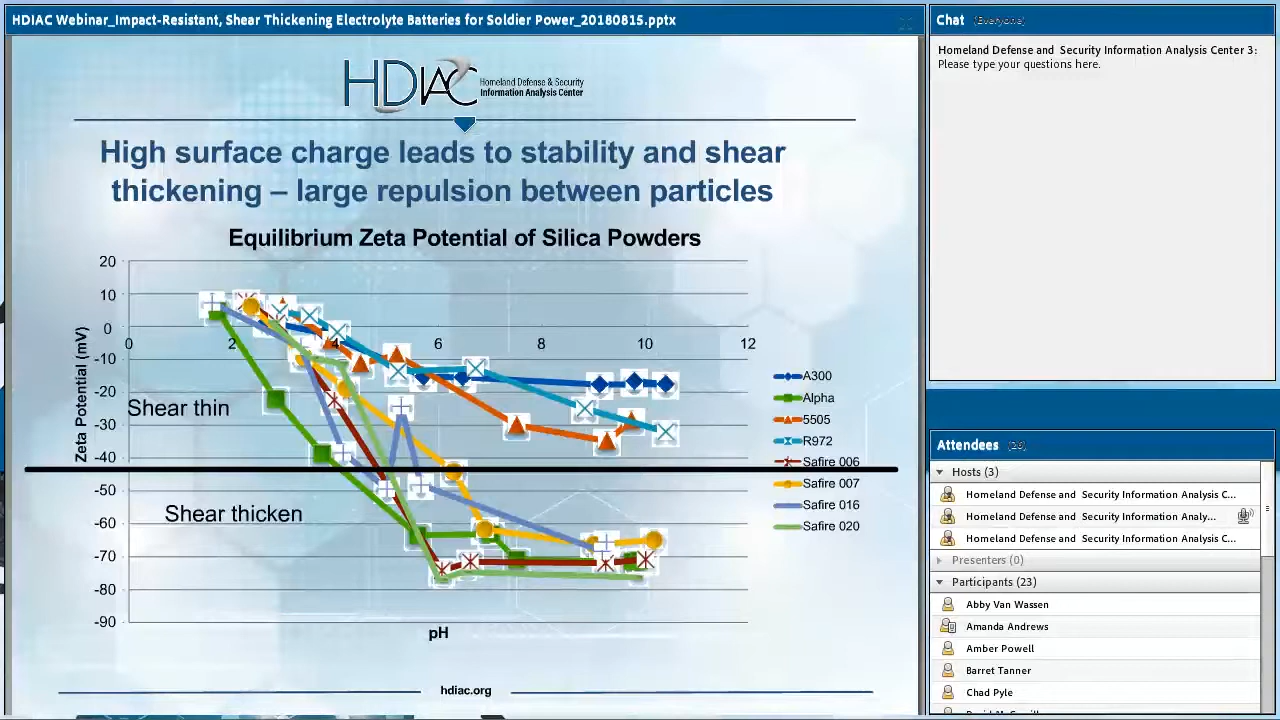 HDIAC Webinar_Impact-Resistant, Shear Thickening Electrolyte Batteries for Soldier Power_20180815.pptx
HDIAC
Homeland Defense & Security
Information Analysis Center
High surface charge leads to stability and shear
thickening – large repulsion between particles
Equilibrium Zeta Potential of Silica Powders
20
10
0
-10
-20
-30
-40
-50
-60
-70
-80
-90
Zeta Potential (mV)
0 2 4 6 8 10 12
Shear thin
Shear thicken
pH
A300
Alpha
5505
R972
Safire 006
Safire 007
Safire 016
Safire 020
hdiac.org
Chat (Everyone)
Homeland Defense and Security Information Analysis Center 3:
Please type your questions here.
Attendees
Hosts (3)
Homeland Defense and Security Information Analysis C...
Homeland Defense and Security Information Analy...
Homeland Defense and Security Information Analysis C...
Presenters (0)
Participants (23)
Abby Van Wassen
Amanda Andrews
Amber Powell
Barret Tanner
Chad Pyle